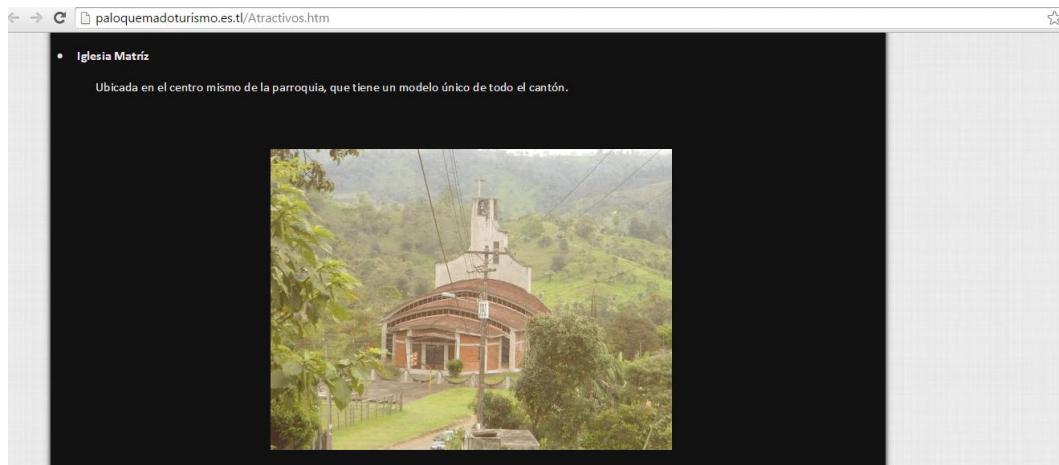 paloquemadoturismo.es.tl/Atractivos.htm
Iglesia Matríz
Ubicada en el centro mismo de la parroquia, que tiene un modelo único de todo el cantón.